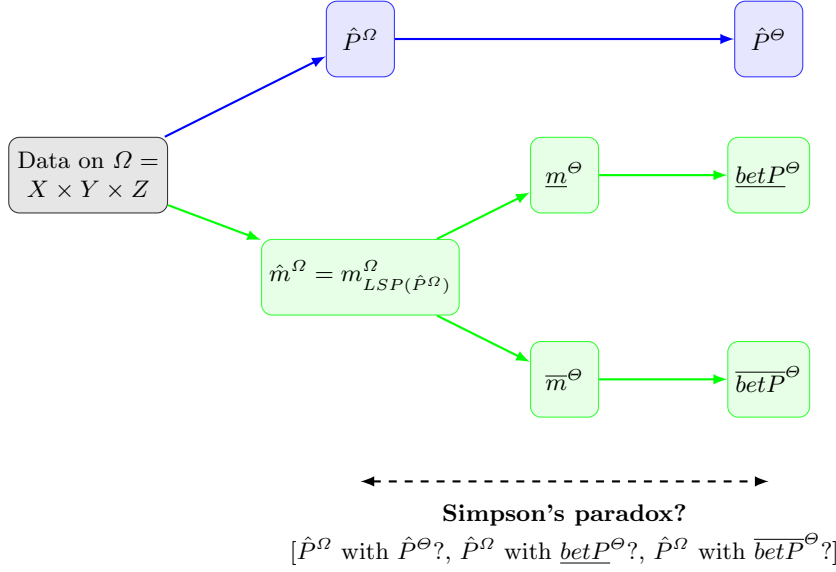 P̂^Ω
P̂^Θ
Data on Ω =
X × Y × Z
m̲^Θ
b̲e̲t̲P̲^Θ
m̂^Ω = m^Ω_{LSP(P̂^Ω)}
m̅^Θ
b̅e̅t̅P̅^Θ
Simpson's paradox?
[P̂^Ω with P̂^Θ?, P̂^Ω with b̲e̲t̲P̲^Θ?, P̂^Ω with b̅e̅t̅P̅^Θ?]